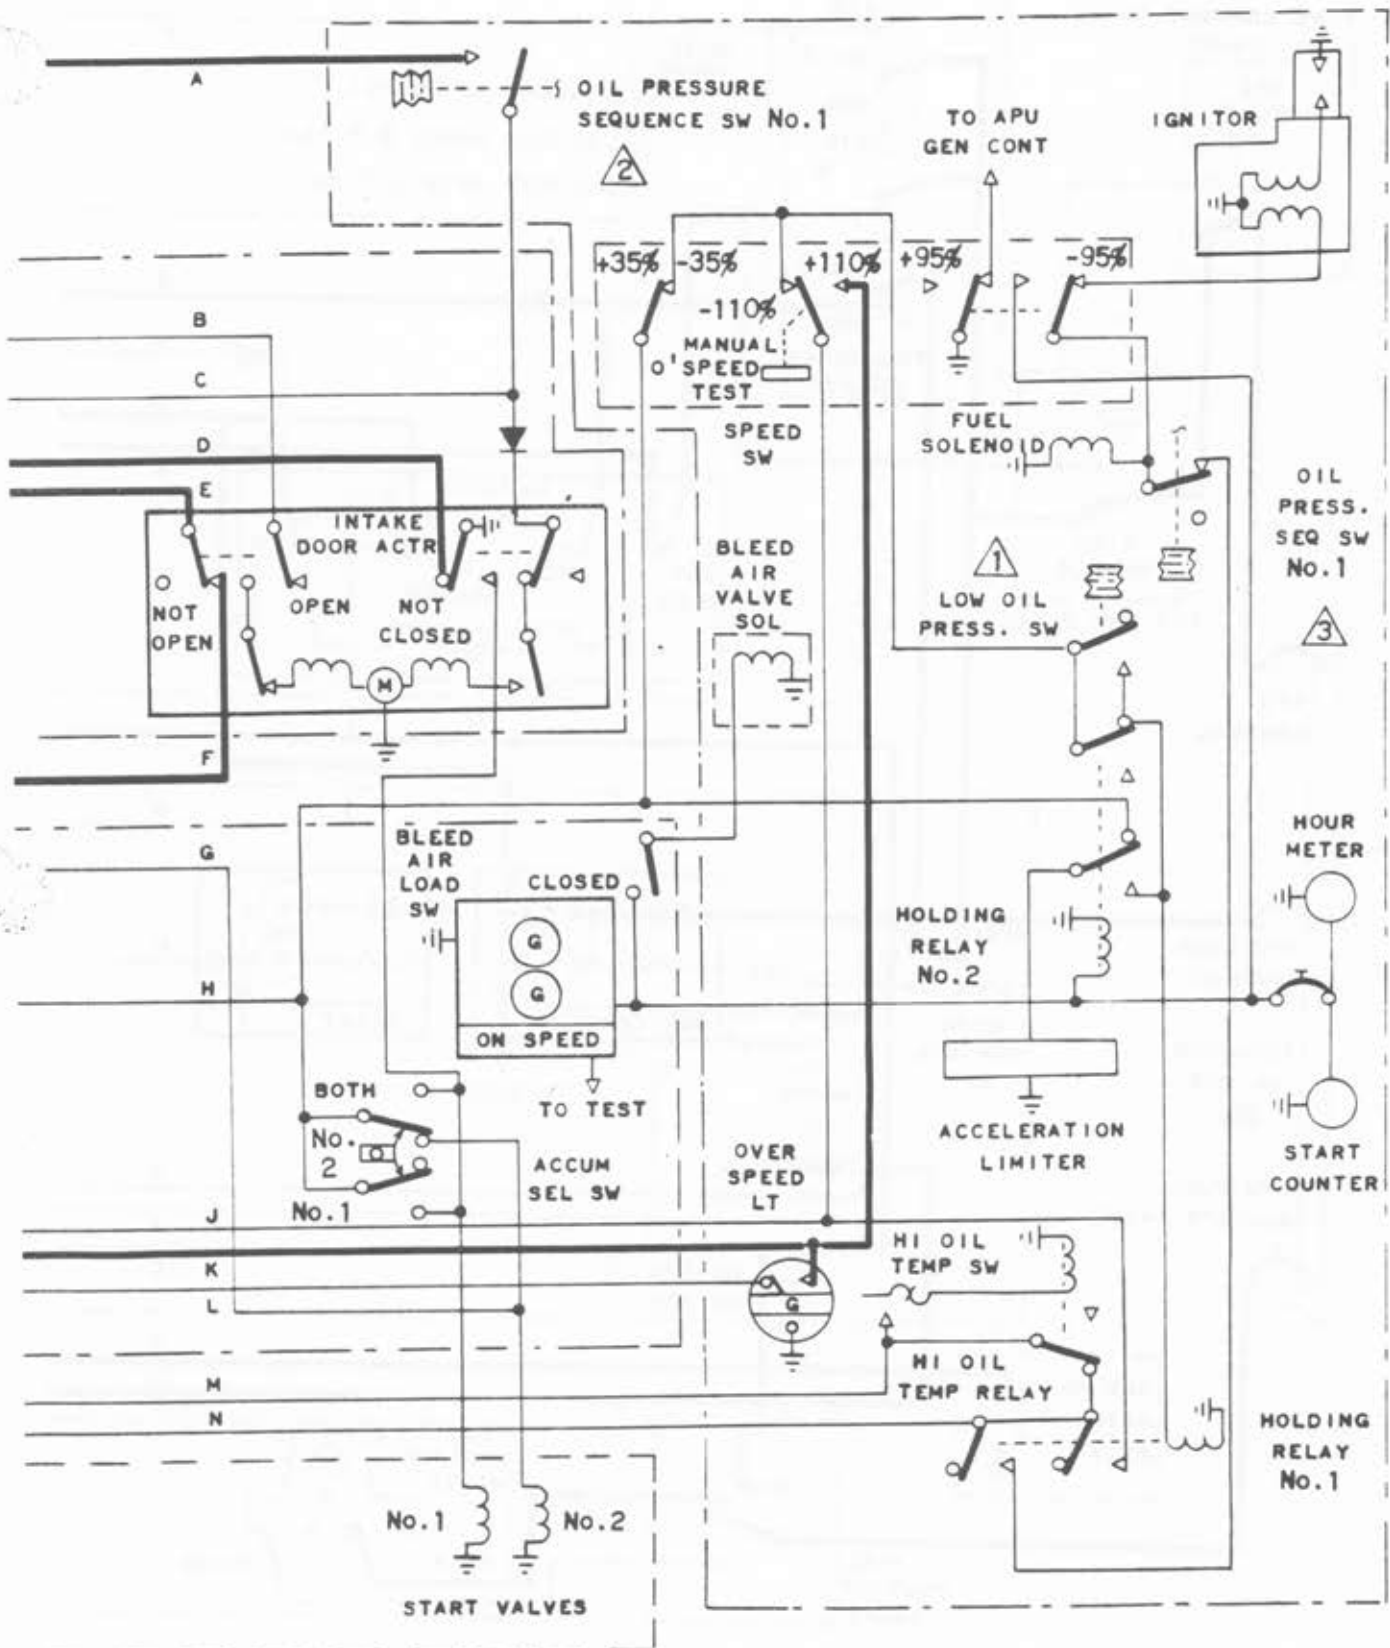 A
OIL PRESSURE
SEQUENCE SW No.1
2
TO APU
GEN CONT
IGNITOR
+35% -35%
+110% +95%
-95%
-110%
MANUAL
O'SPEED
TEST
SPEED
SW
FUEL
SOLENOID
B
C
D
E
INTAKE
DOOR ACTR
NOT
OPEN
OPEN
NOT
CLOSED
M
F
BLEED
AIR
VALVE
SOL
1
LOW OIL
PRESS. SW
OIL
PRESS.
SEQ SW
No.1
3
G
BLEED
AIR
LOAD
SW
CLOSED
G
G
ON SPEED
TO TEST
HOLDING
RELAY
No.2
HOUR
METER
H
BOTH
No.
2
No.1
ACCUM
SEL SW
ACCELERATION
LIMITER
START
COUNTER
OVER
SPEED
LT
J
K
L
G
HI OIL
TEMP SW
HI OIL
TEMP RELAY
M
N
HOLDING
RELAY
No.1
No.1
No.2
START VALVES